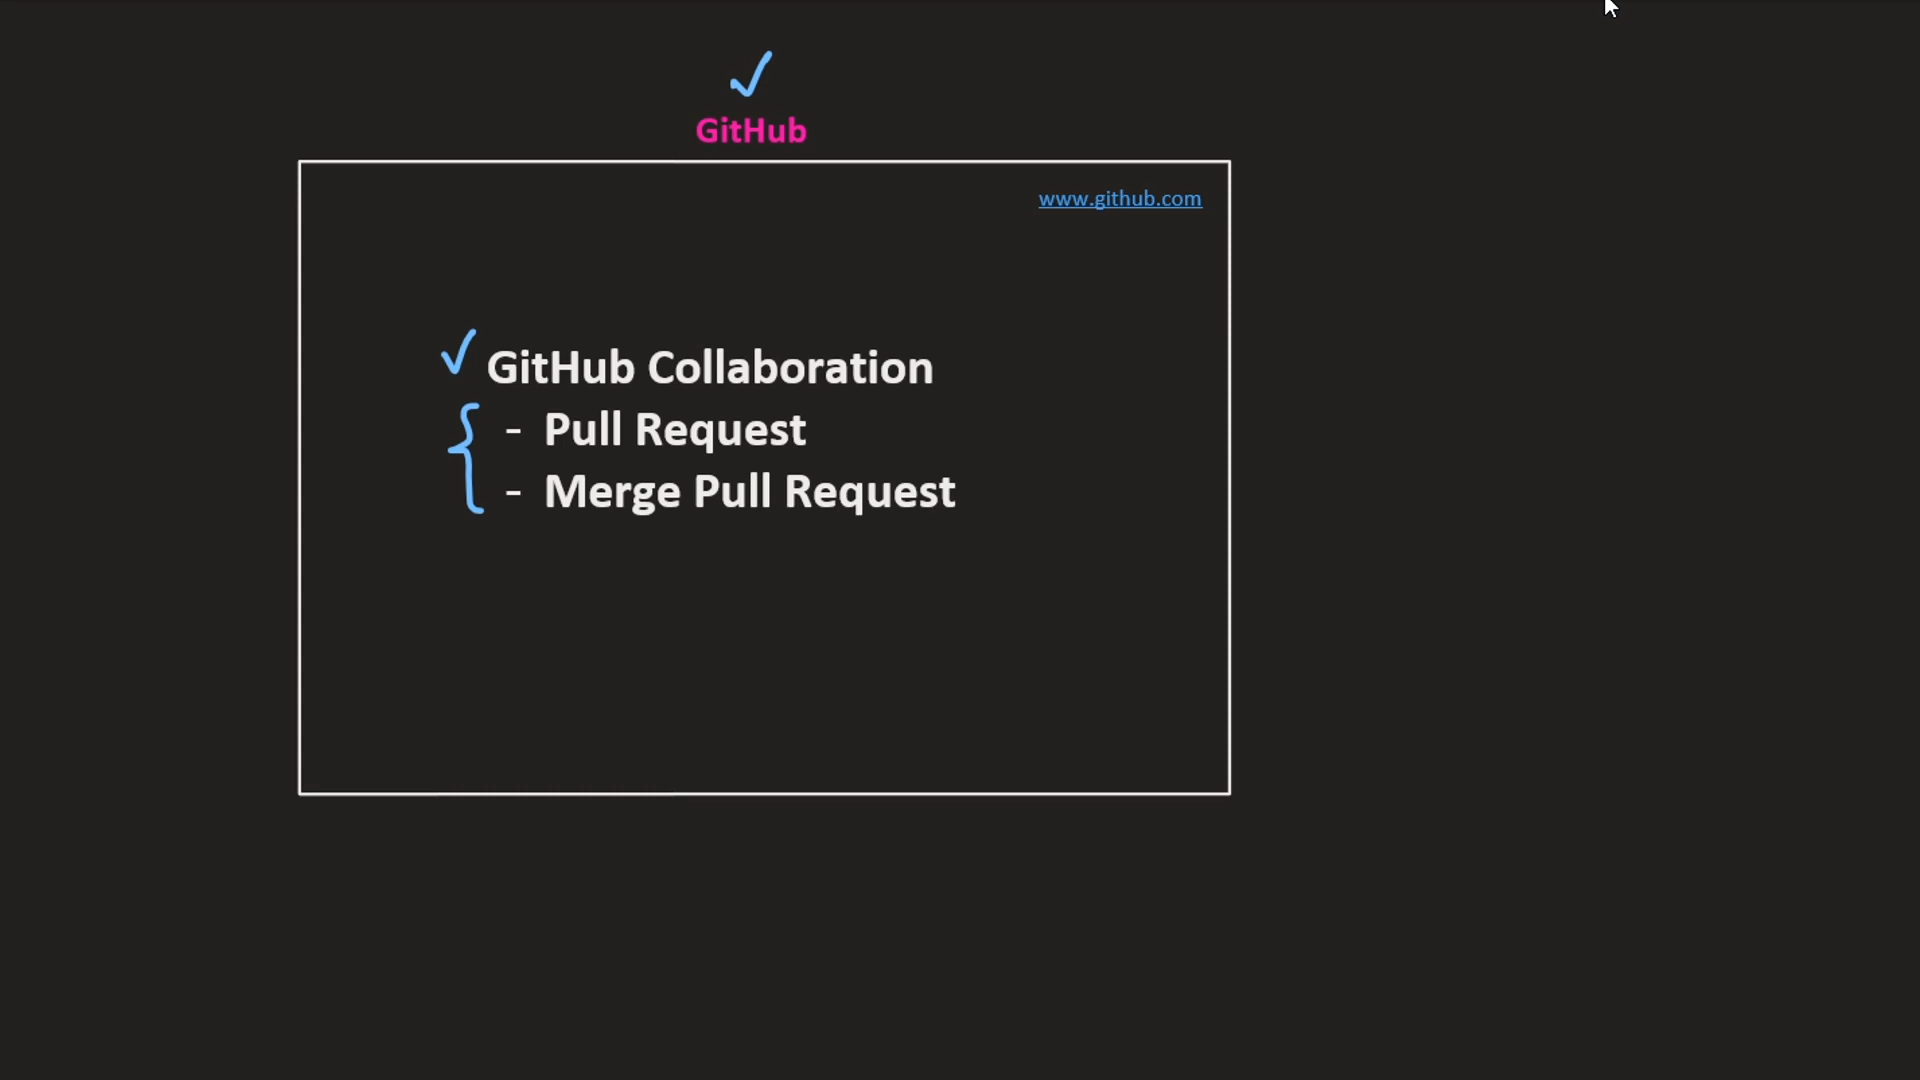 GitHub
www.github.com
GitHub Collaboration
- Pull Request
- Merge Pull Request